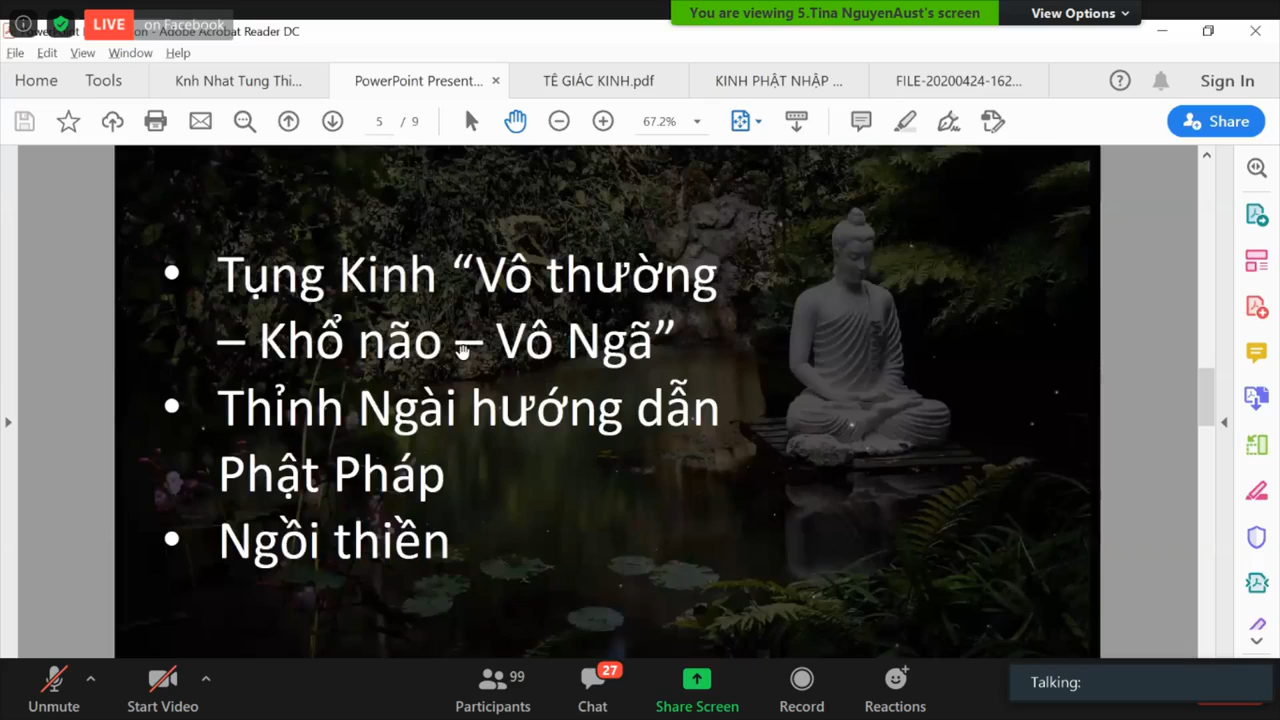 LIVE on Facebook
You are viewing 5.Tina NguyenAust's screen
View Options
- Adobe Acrobat Reader DC
File Edit View Window Help
Home Tools Knh Nhat Tung Thi... PowerPoint Present... TÊ GIÁC KINH.pdf KINH PHẬT NHẬP ... FILE-20200424-162... Sign In
5 / 9 67.2% Share
• Tụng Kinh “Vô thường
– Khổ não – Vô Ngã”
• Thỉnh Ngài hướng dẫn
Phật Pháp
• Ngồi thiền
99 27
Talking:
Unmute Start Video Participants Chat Share Screen Record Reactions